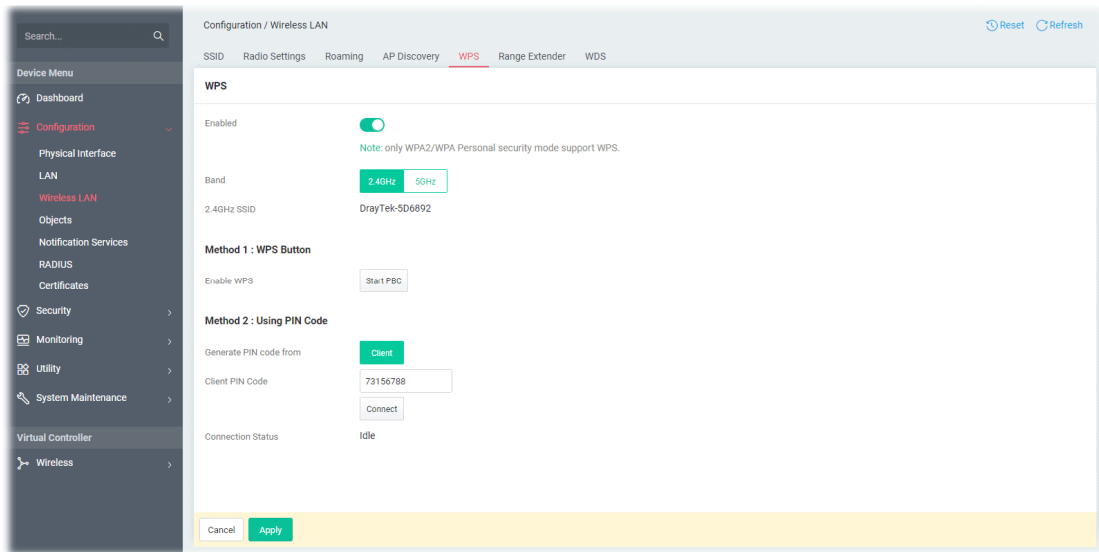 Search...
Device Menu
Dashboard
Configuration
Physical Interface
LAN
Wireless LAN
Objects
Notification Services
RADIUS
Certificates
Security
Monitoring
Utility
System Maintenance
Virtual Controller
Wireless
Configuration / Wireless LAN
Reset Refresh
SSID Radio Settings Roaming AP Discovery WPS Range Extender WDS
WPS
Enabled
Note: only WPA2/WPA Personal security mode support WPS.
Band 2.4GHz 5GHz
2.4GHz SSID DrayTek-5D6892
Method 1 : WPS Button
Enable WPS Start PBC
Method 2 : Using PIN Code
Generate PIN code from Client
Client PIN Code 73156788
Connect
Connection Status Idle
Cancel Apply